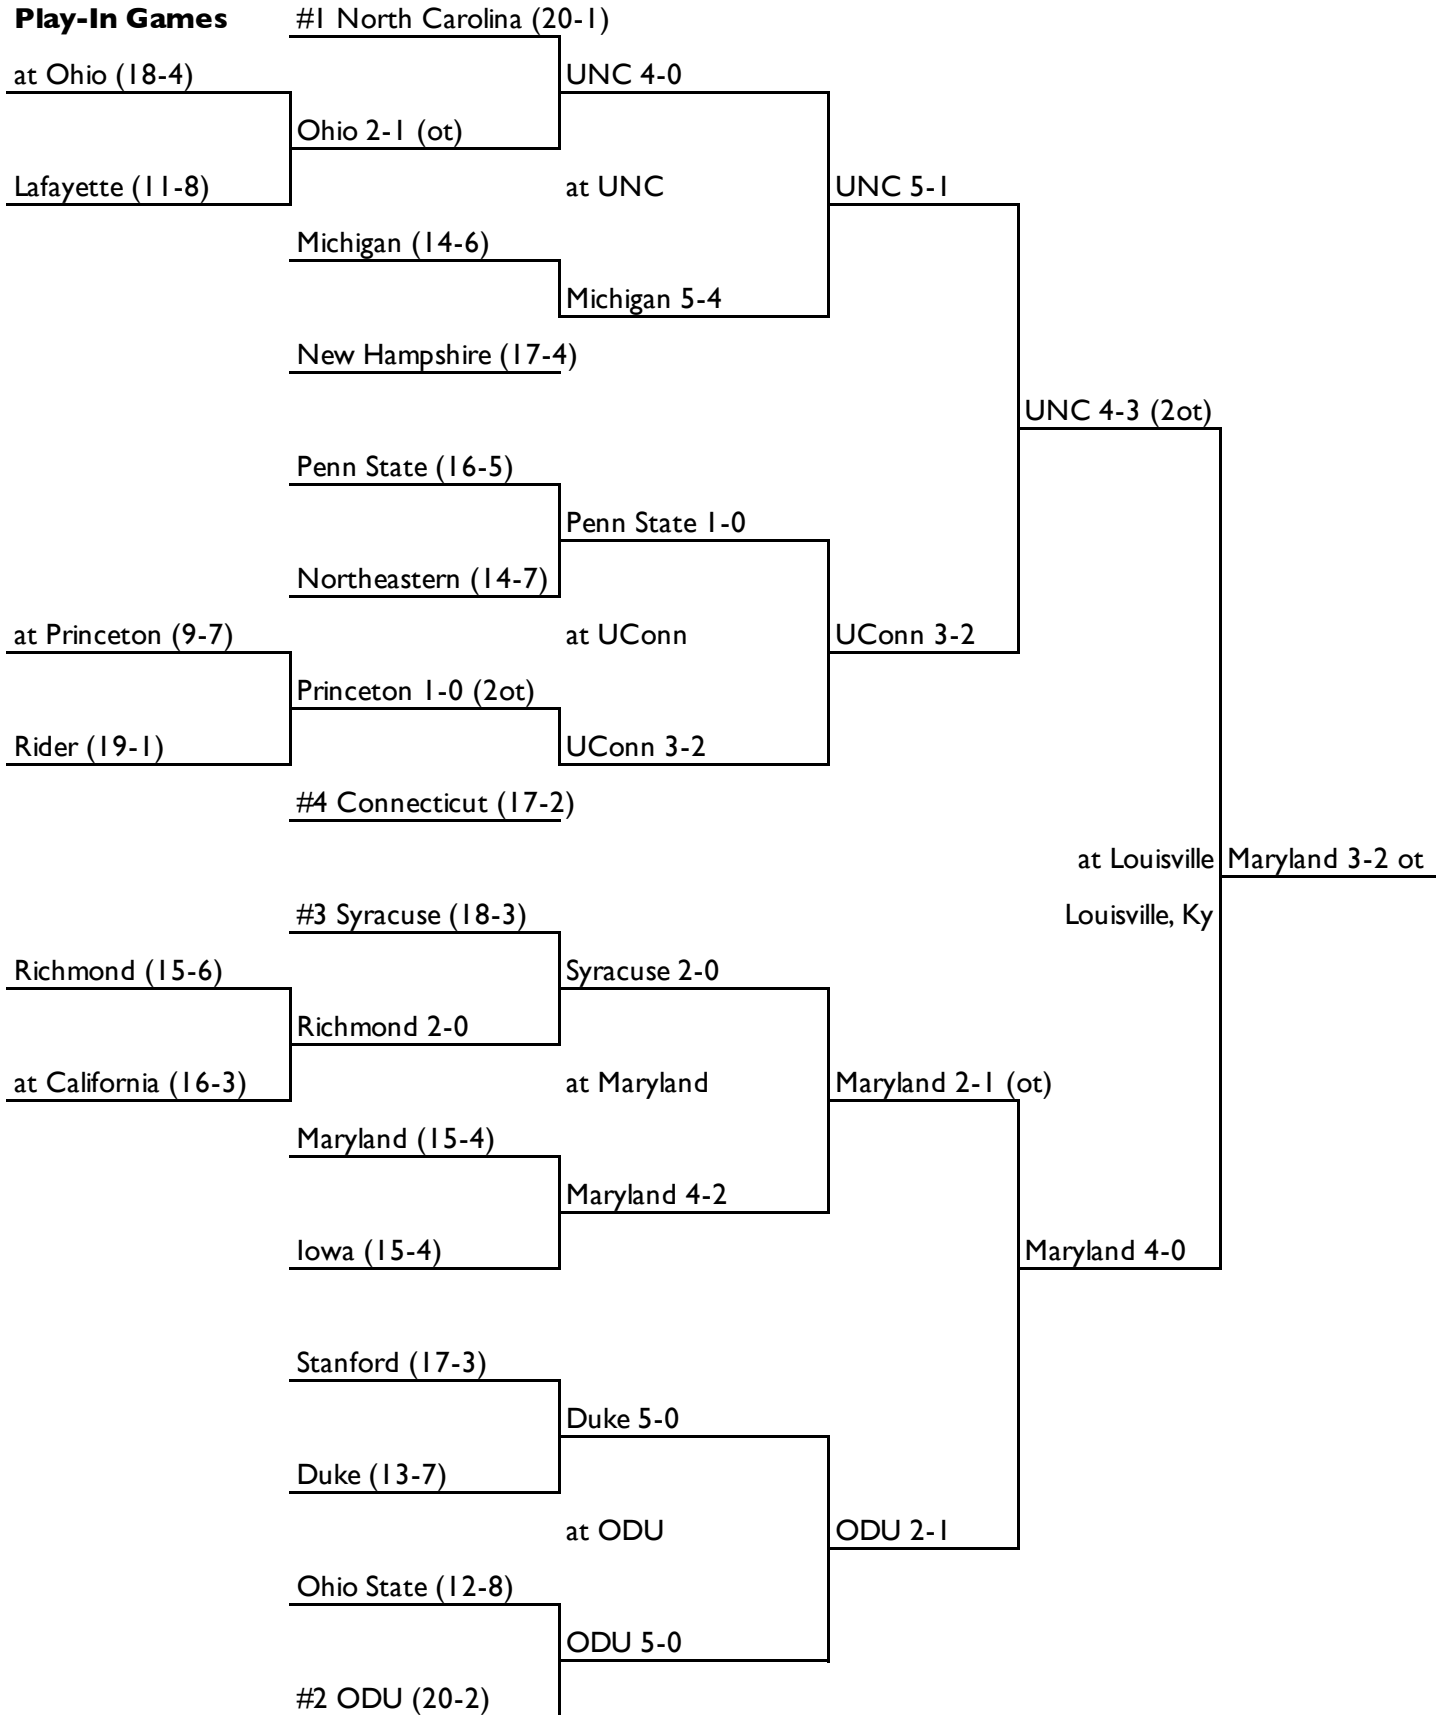 Play-In Games
#1 North Carolina (20-1)
at Ohio (18-4)
UNC 4-0
Ohio 2-1 (ot)
Lafayette (11-8)
at UNC
UNC 5-1
Michigan (14-6)
Michigan 5-4
New Hampshire (17-4)
UNC 4-3 (2ot)
Penn State (16-5)
Penn State 1-0
Northeastern (14-7)
at Princeton (9-7)
at UConn
UConn 3-2
Princeton 1-0 (2ot)
Rider (19-1)
UConn 3-2
#4 Connecticut (17-2)
at Louisville
Maryland 3-2 ot
#3 Syracuse (18-3)
Louisville, Ky
Richmond (15-6)
Syracuse 2-0
Richmond 2-0
at California (16-3)
at Maryland
Maryland 2-1 (ot)
Maryland (15-4)
Maryland 4-2
Iowa (15-4)
Maryland 4-0
Stanford (17-3)
Duke 5-0
Duke (13-7)
at ODU
ODU 2-1
Ohio State (12-8)
ODU 5-0
#2 ODU (20-2)